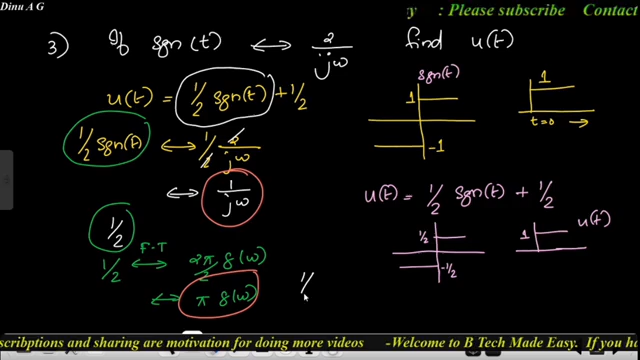 Dinu A G
y :- Please subscribe Contact
3) If sgn(t) ↔ 2/jω find u(t)
u(t) = 1/2 sgn(t) + 1/2
1/2 sgn(t) ↔ 1/2 2/jω
↔ 1/jω
1/2
1/2 F.T ↔ 2π/2 δ(ω)
↔ π δ(ω)
1/
sgn(t)
1
-1
1
t=0 →
u(t) = 1/2 sgn(t) + 1/2
1/2
-1/2
1 u(t)
scribtions and sharing are motivation for doing more videos -Welcome to B Tech Made Easy. If you ha